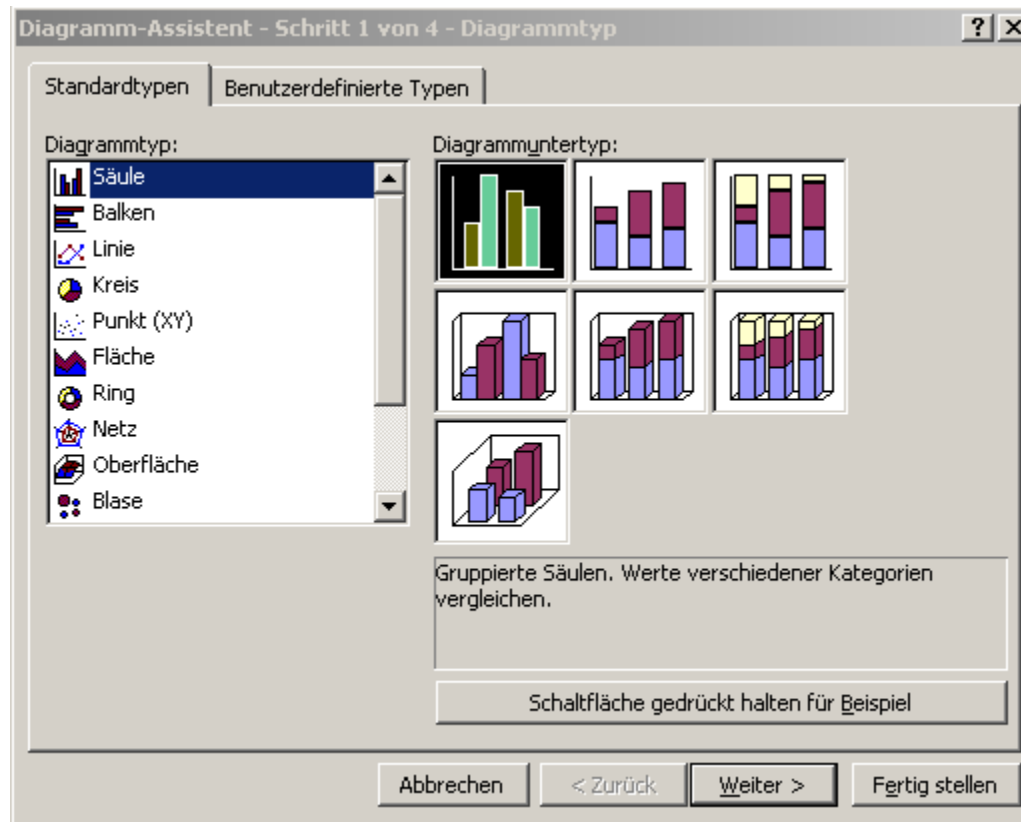 Diagramm-Assistent - Schritt 1 von 4 - Diagrammtyp
Standardtypen
Benutzerdefinierte Typen
Diagrammtyp:
Säule
Balken
Linie
Kreis
Punkt (XY)
Fläche
Ring
Netz
Oberfläche
Blase
Diagrammuntertyp:
Gruppierte Säulen. Werte verschiedener Kategorien
vergleichen.
Schaltfläche gedrückt halten für Beispiel
Abbrechen
< Zurück
Weiter >
Fertig stellen